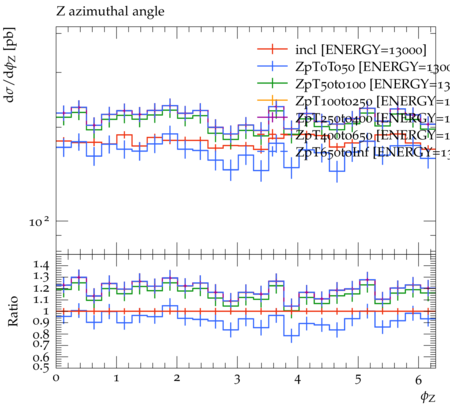 Z azimuthal angle
dσ/dϕZ [pb]
incl [ENERGY=13000]
ZpT0To50 [ENERGY=1300
ZpT50to100 [ENERGY=13
ZpT100to250 [ENERGY=1
ZpT250to400 [ENERGY=1
ZpT400to650 [ENERGY=1
ZpT650toInf [ENERGY=13
10²
Ratio
1.4
1.3
1.2
1.1
1
0.9
0.8
0.7
0.6
0.5
0 1 2 3 4 5 6
ϕZ